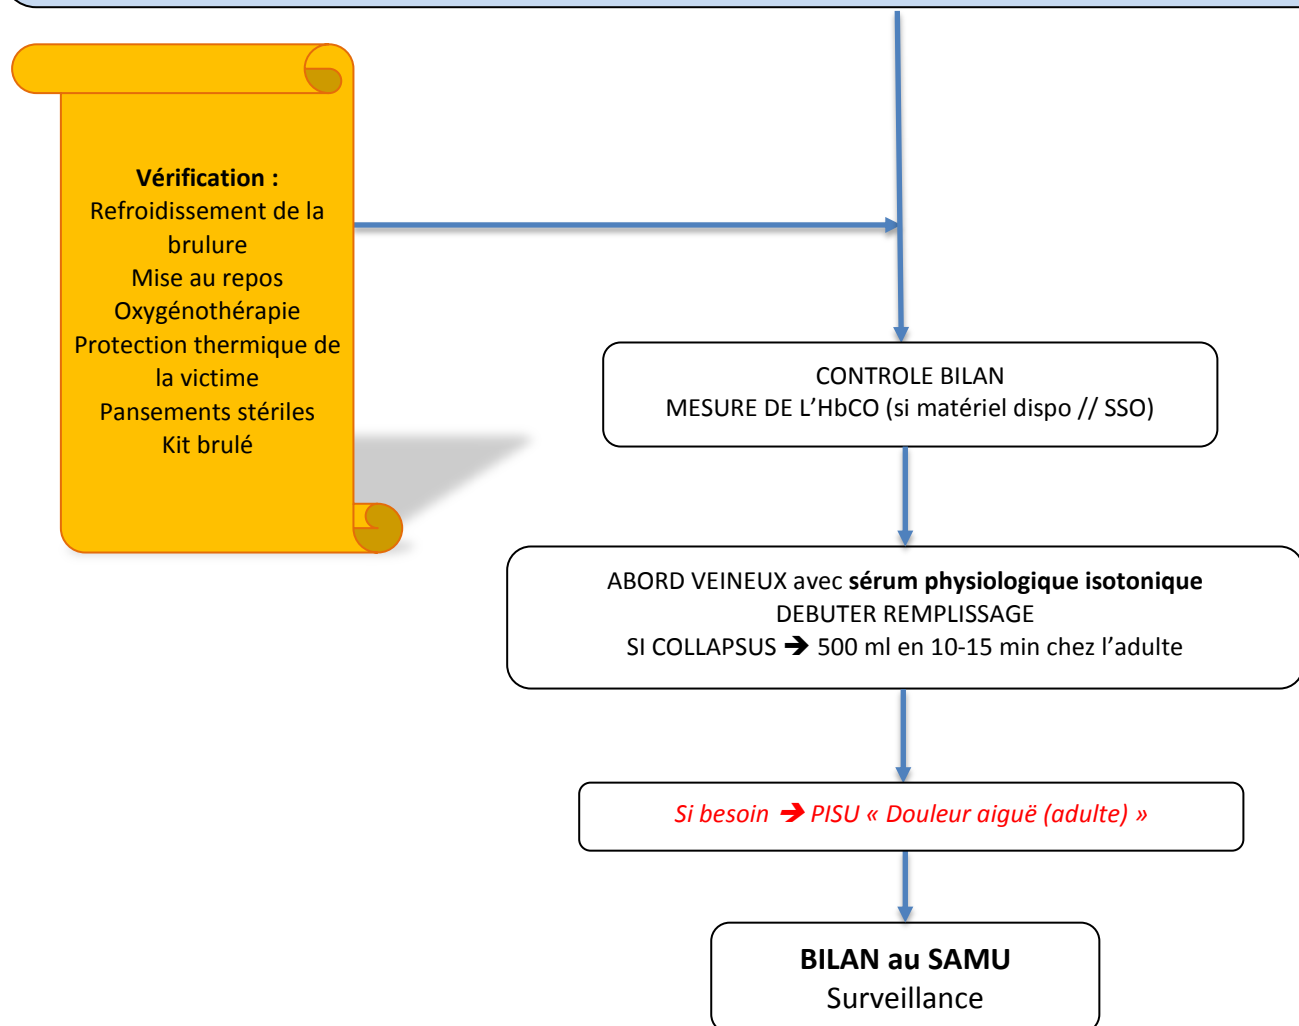 Vérification :
Refroidissement de la
brulure
Mise au repos
Oxygénothérapie
Protection thermique de
la victime
Pansements stériles
Kit brulé
CONTROLE BILAN
MESURE DE L’HbCO (si matériel dispo // SSO)
ABORD VEINEUX avec sérum physiologique isotonique
DEBUTER REMPLISSAGE
SI COLLAPSUS ➔ 500 ml en 10-15 min chez l’adulte
Si besoin ➔ PISU « Douleur aiguë (adulte) »
BILAN au SAMU
Surveillance